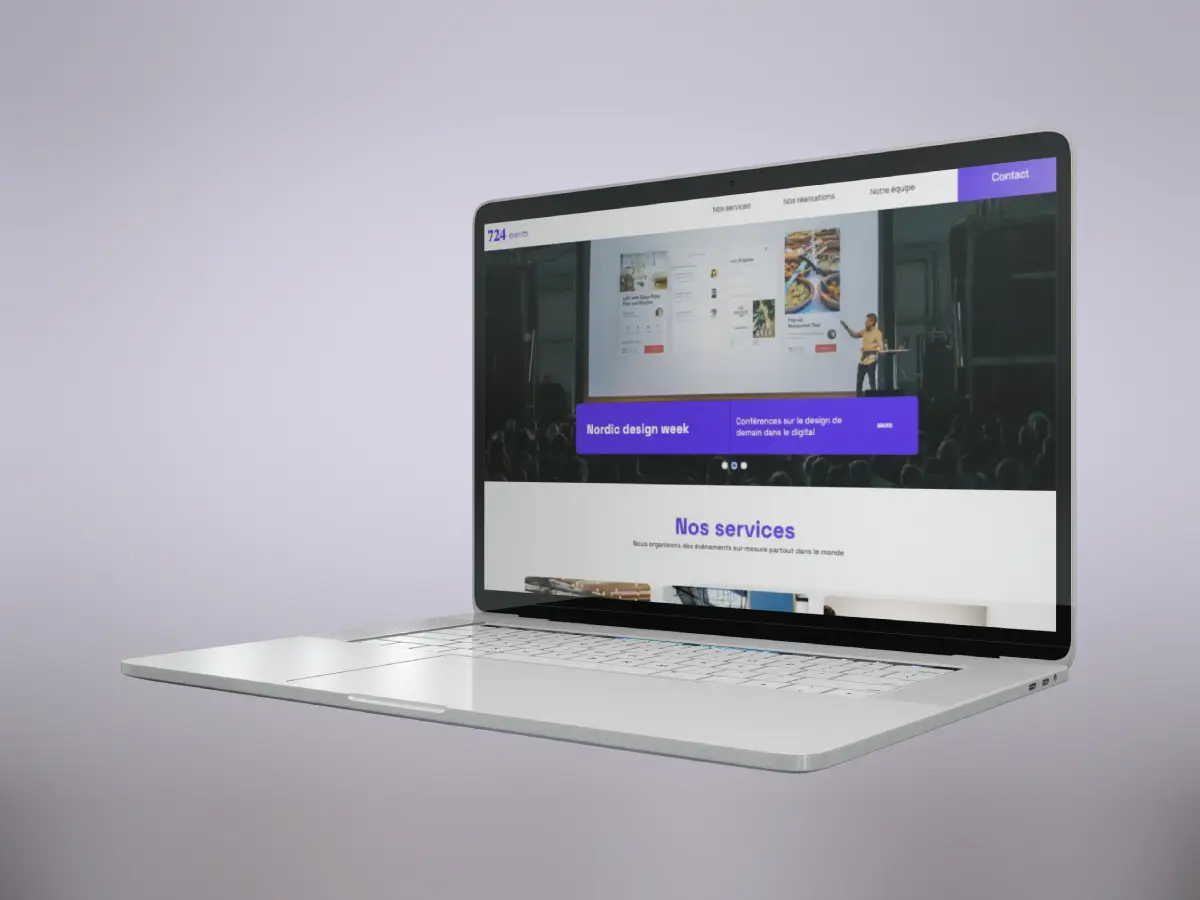 Contact
Notre équipe
Nos réalisations
Nos services
724 events
Nordic design week
Conférences sur le design de
demain dans le digital
MARS
Nos services
Nous organisons des événements sur mesure partout dans le monde